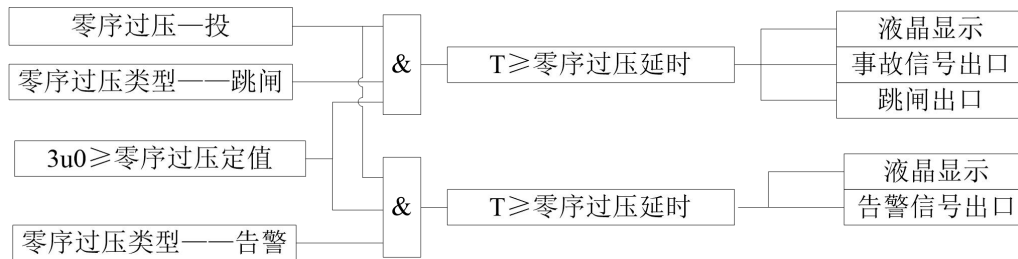 零序过压—投
零序过压类型——跳闸
3u0≥零序过压定值
零序过压类型——告警
&
&
T≥零序过压延时
T≥零序过压延时
液晶显示
事故信号出口
跳闸出口
液晶显示
告警信号出口